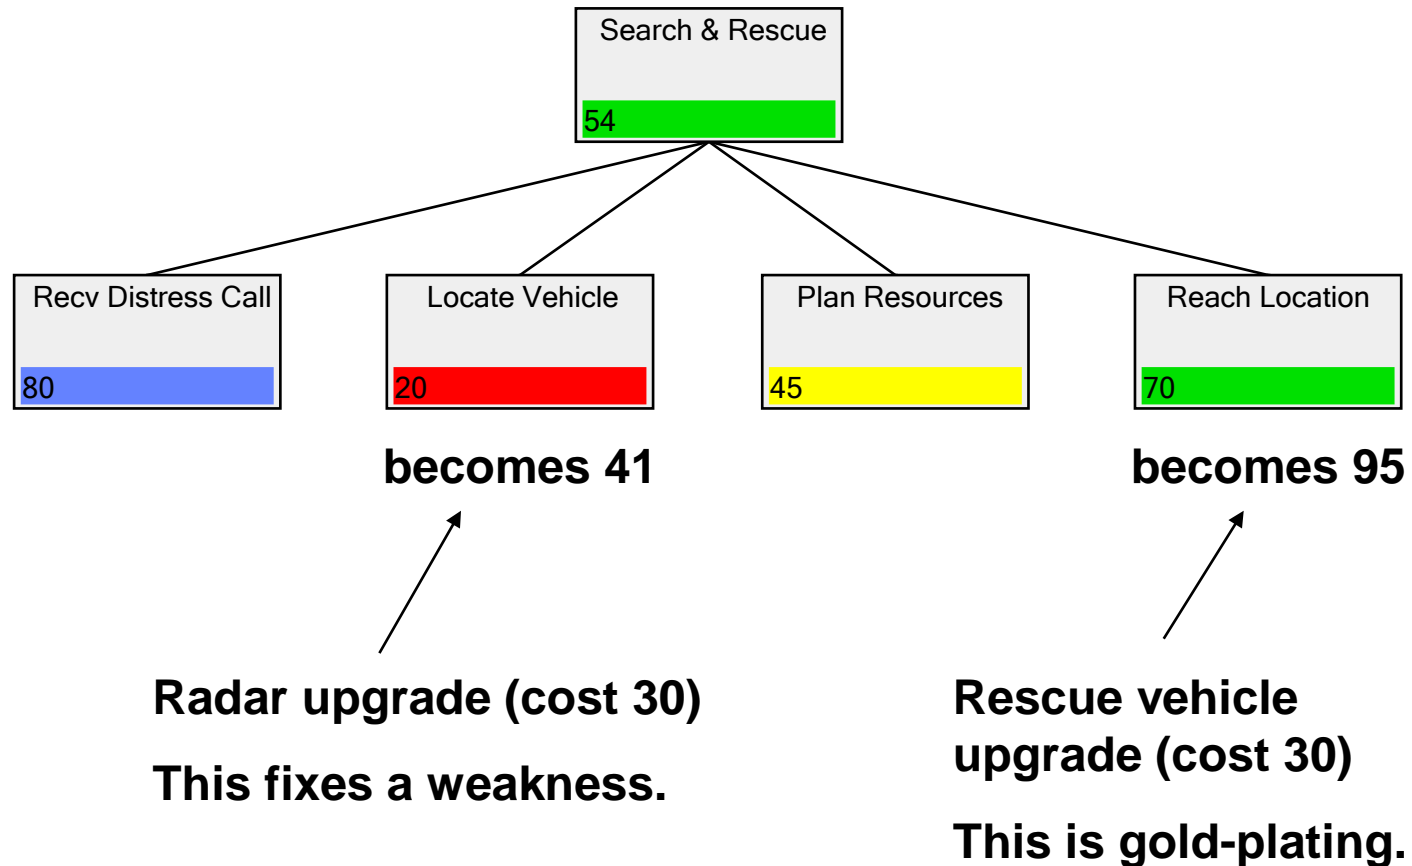 Search & Rescue
54
Recv Distress Call
80
Locate Vehicle
20
Plan Resources
45
Reach Location
70
becomes 41
becomes 95
Radar upgrade (cost 30)
This fixes a weakness.
Rescue vehicle
upgrade (cost 30)
This is gold-plating.